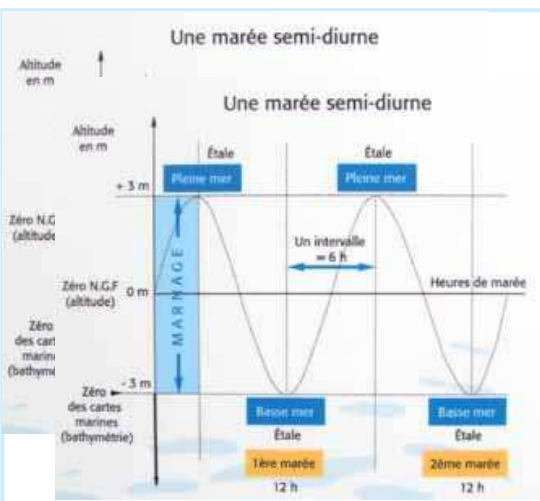 Une marée semi-diurne
Altitude
en m
Une marée semi-diurne
Altitude
en m
Étale
Étale
Pleine mer
Pleine mer
+ 3 m
Zéro N.G
(altitude
Un intervalle
= 6 h
MARNAGE
Zéro N.G.F
(altitude)
0 m
Heures de marée
Zéro
des cart
marine
(bathymé
- 3 m
Zéro
des cartes
marines
(bathymétrie)
Basse mer
Basse mer
Étale
Étale
1ère marée
2ème marée
12 h
12 h